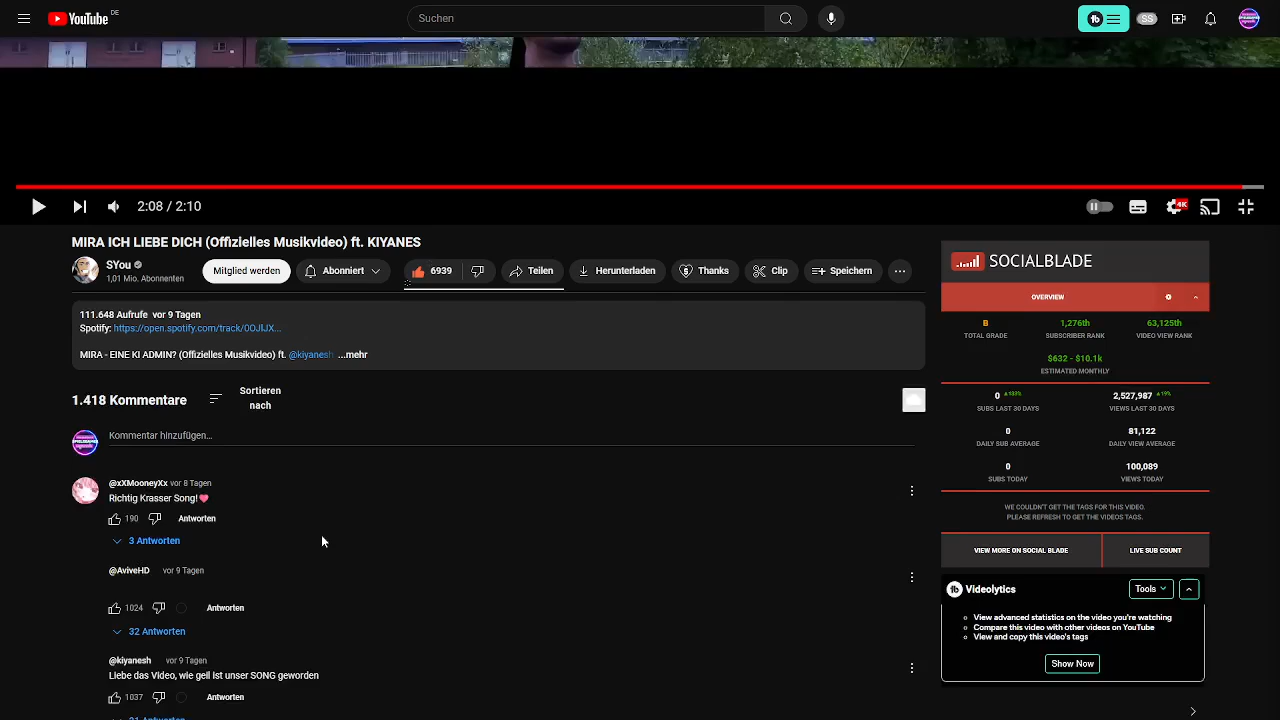 YouTube DE
Suchen
SS
2:08 / 2:10
4K
MIRA ICH LIEBE DICH (Offizielles Musikvideo) ft. KIYANES
SYou
1,01 Mio. Abonnenten
Mitglied werden
Abonniert
6939
Teilen
Herunterladen
Thanks
Clip
Speichern
111.648 Aufrufe vor 9 Tagen
Spotify: https://open.spotify.com/track/0OJIJX...
MIRA - EINE KI ADMIN? (Offizielles Musikvideo) ft. @kiyanesh ...mehr
1.418 Kommentare
Sortieren
nach
Kommentar hinzufügen...
@xXMooneyXx vor 8 Tagen
Richtig Krasser Song!
190 Antworten
3 Antworten
@AviveHD vor 9 Tagen
1024 Antworten
32 Antworten
@kiyanesh vor 9 Tagen
Liebe das Video, wie geil ist unser SONG geworden
1037 Antworten
SOCIALBLADE
OVERVIEW
B 1,276th 63,125th
TOTAL GRADE SUBSCRIBER RANK VIDEO VIEW RANK
$632 - $10.1k
ESTIMATED MONTHLY
0 2,527,987 19%
SUBS LAST 30 DAYS VIEWS LAST 30 DAYS
0 81,122
DAILY SUB AVERAGE DAILY VIEW AVERAGE
0 100,089
SUBS TODAY VIEWS TODAY
WE COULDN'T GET THE TAGS FOR THIS VIDEO.
PLEASE REFRESH TO GET THE VIDEOS TAGS.
VIEW MORE ON SOCIAL BLADE LIVE SUB COUNT
Videolytics Tools
View advanced statistics on the video you're watching
Compare this video with other videos on YouTube
View and copy this video's tags
Show Now